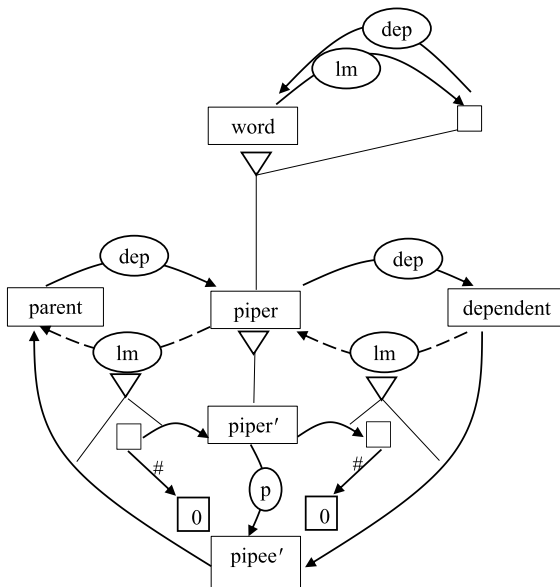 dep
lm
word
dep
dep
parent
piper
dependent
lm
lm
piper′
#
#
p
0
0
pipee′